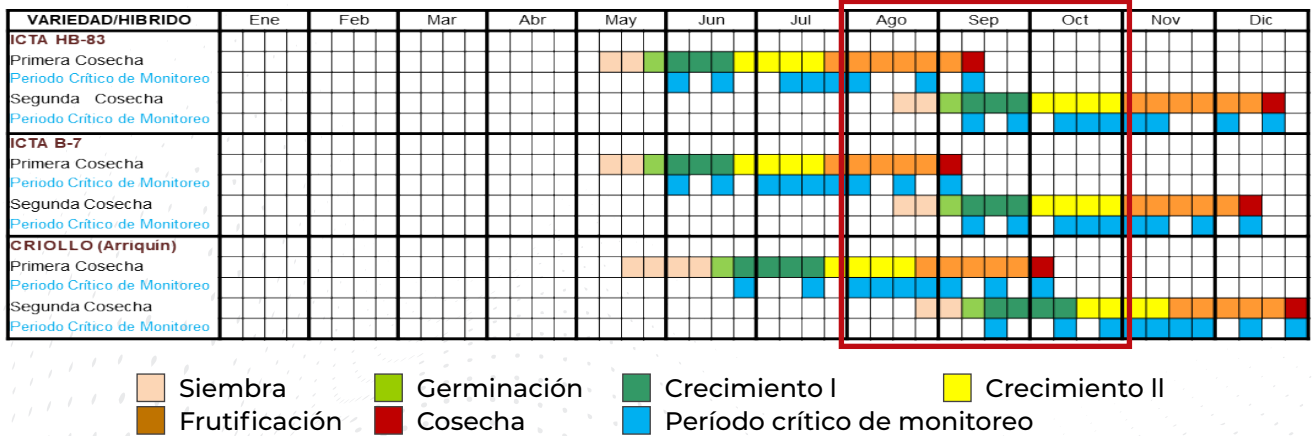 VARIEDAD/HIBRIDO Ene Feb Mar Abr May Jun Jul Ago Sep Oct Nov Dic
ICTA HB-83
Primera Cosecha
Periodo Crítico de Monitoreo
Segunda Cosecha
Periodo Crítico de Monitoreo
ICTA B-7
Primera Cosecha
Periodo Crítico de Monitoreo
Segunda Cosecha
Periodo Crítico de Monitoreo
CRIOLLO (Arriquín)
Primera Cosecha
Periodo Crítico de Monitoreo
Segunda Cosecha
Periodo Crítico de Monitoreo
Siembra Germinación Crecimiento l Crecimiento ll
Frutificación Cosecha Período crítico de monitoreo